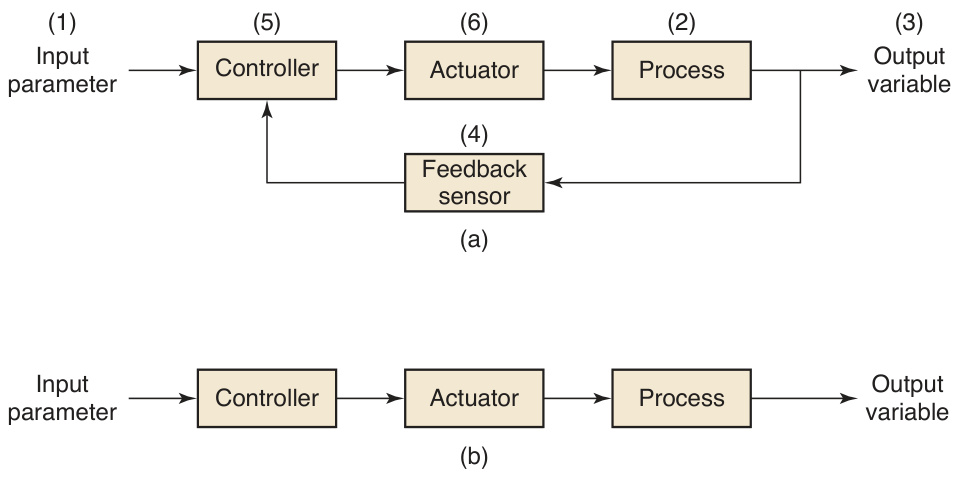 (1)
(5)
(6)
(2)
(3)
Input
parameter
Controller
Actuator
Process
Output
variable
(4)
Feedback
sensor
(a)
Input
parameter
Controller
Actuator
Process
Output
variable
(b)